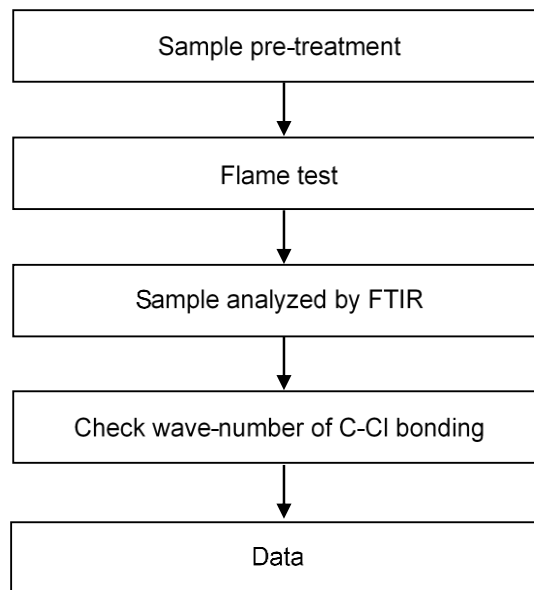 Sample pre-treatment
Flame test
Sample analyzed by FTIR
Check wave-number of C-Cl bonding
Data